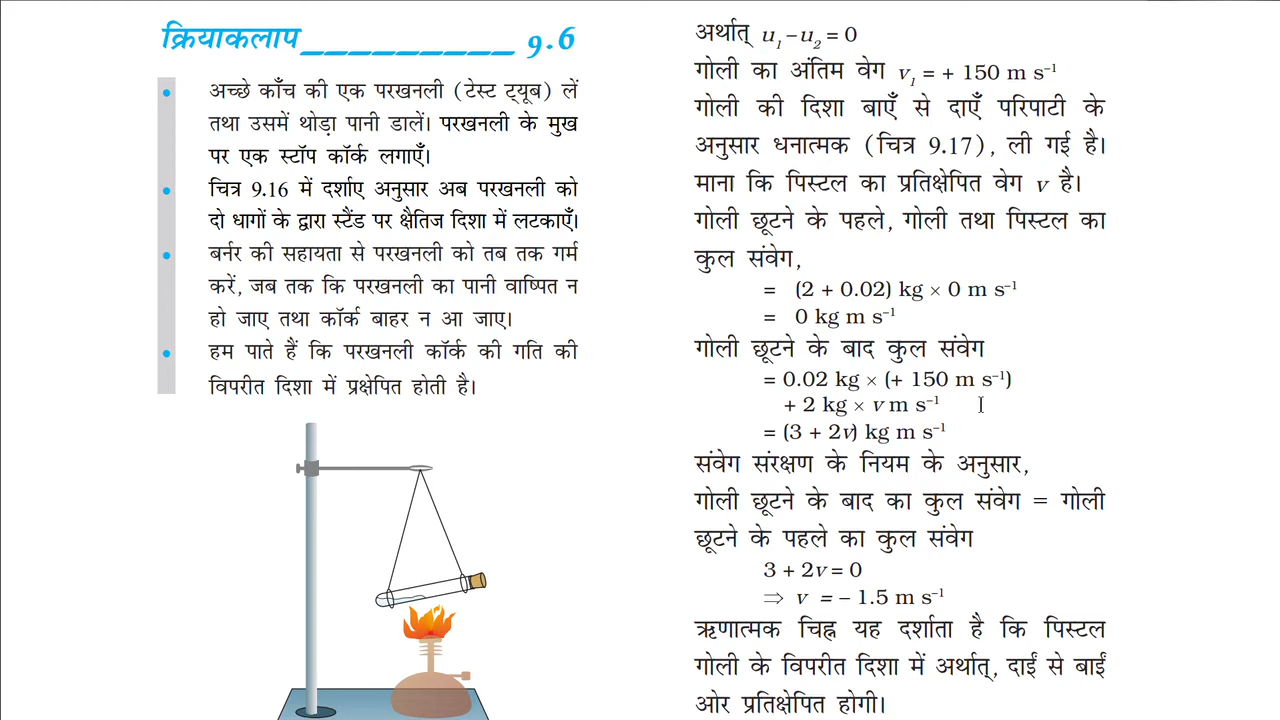 क्रियाकलाप__________ 9.6
• अच्छे काँच की एक परखनली (टेस्ट ट्यूब) लें
तथा उसमें थोड़ा पानी डालें। परखनली के मुख
पर एक स्टॉप कॉर्क लगाएँ।
• चित्र 9.16 में दर्शाए अनुसार अब परखनली को
दो धागों के द्वारा स्टैंड पर क्षैतिज दिशा में लटकाएँ।
• बर्नर की सहायता से परखनली को तब तक गर्म
करें, जब तक कि परखनली का पानी वाष्पित न
हो जाए तथा कॉर्क बाहर न आ जाए।
• हम पाते हैं कि परखनली कॉर्क की गति की
विपरीत दिशा में प्रक्षेपित होती है।
अर्थात् u₁ – u₂ = 0
गोली का अंतिम वेग v₁ = + 150 m s⁻¹
गोली की दिशा बाएँ से दाएँ परिपाटी के
अनुसार धनात्मक (चित्र 9.17), ली गई है।
माना कि पिस्टल का प्रतिक्षेपित वेग v है।
गोली छूटने के पहले, गोली तथा पिस्टल का
कुल संवेग,
= (2 + 0.02) kg × 0 m s⁻¹
= 0 kg m s⁻¹
गोली छूटने के बाद कुल संवेग
= 0.02 kg × (+ 150 m s⁻¹)
+ 2 kg × v m s⁻¹
= (3 + 2v) kg m s⁻¹
संवेग संरक्षण के नियम के अनुसार,
गोली छूटने के बाद का कुल संवेग = गोली
छूटने के पहले का कुल संवेग
3 + 2v = 0
⇒ v = – 1.5 m s⁻¹
ऋणात्मक चिह्न यह दर्शाता है कि पिस्टल
गोली के विपरीत दिशा में अर्थात्, दाईं से बाईं
ओर प्रतिक्षेपित होगी।